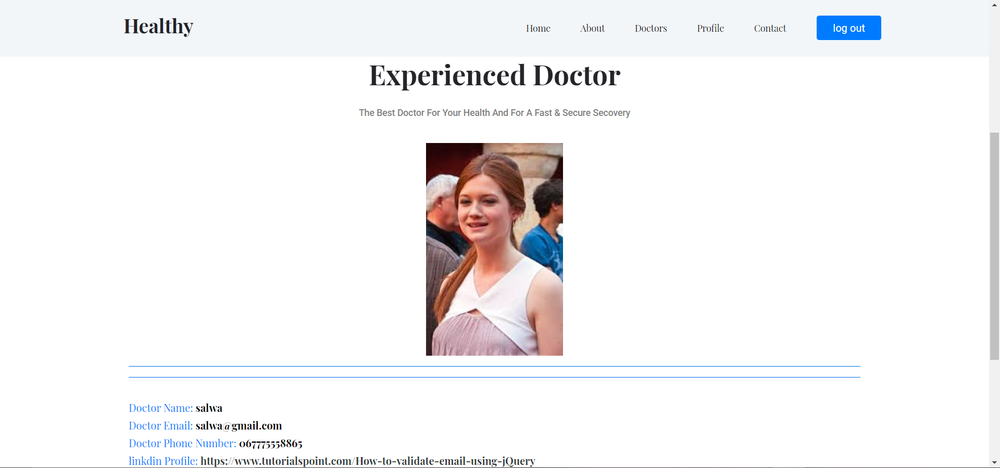 Healthy
Home About Doctors Profile Contact log out
Experienced Doctor
The Best Doctor For Your Health And For A Fast & Secure Secovery
Doctor Name: salwa
Doctor Email: salwa@gmail.com
Doctor Phone Number: 067775558865
linkdin Profile: https://www.tutorialspoint.com/How-to-validate-email-using-jQuery